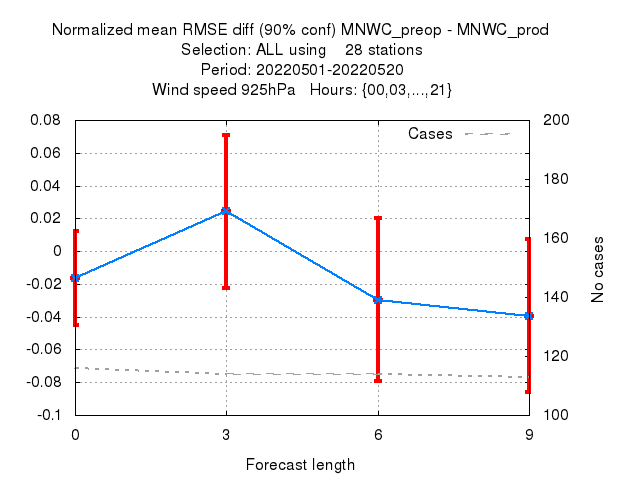 Normalized mean RMSE diff (90% conf) MNWC_preop - MNWC_prod
Selection: ALL using 28 stations
Period: 20220501-20220520
Wind speed 925hPa Hours: {00,03,...,21}
0.08
0.06
0.04
0.02
0
-0.02
-0.04
-0.06
-0.08
-0.1
Cases
200
180
160
140
120
100
No cases
0 3 6 9
Forecast length